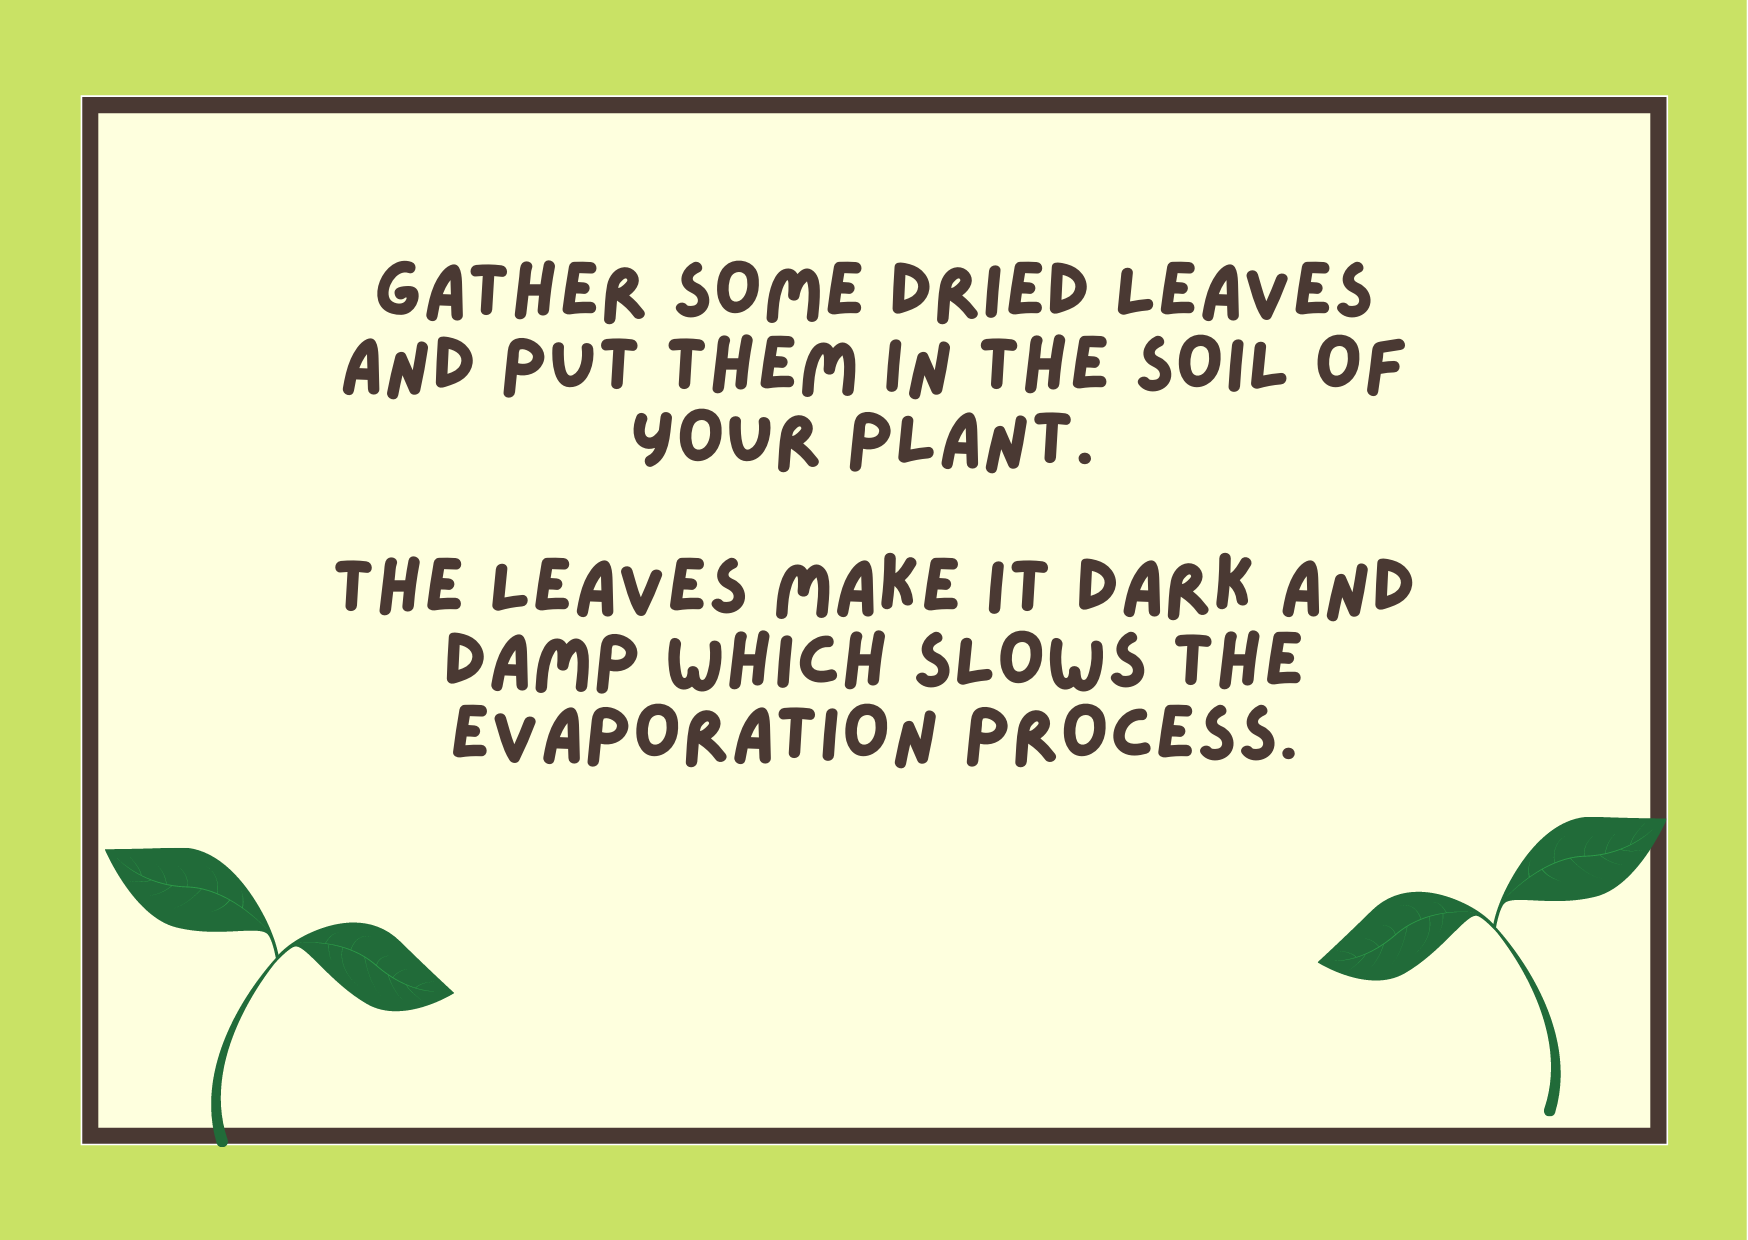 GATHER SOME DRIED LEAVES
AND PUT THEM IN THE SOIL OF
YOUR PLANT.
THE LEAVES MAKE IT DARK AND
DAMP WHICH SLOWS THE
EVAPORATION PROCESS.